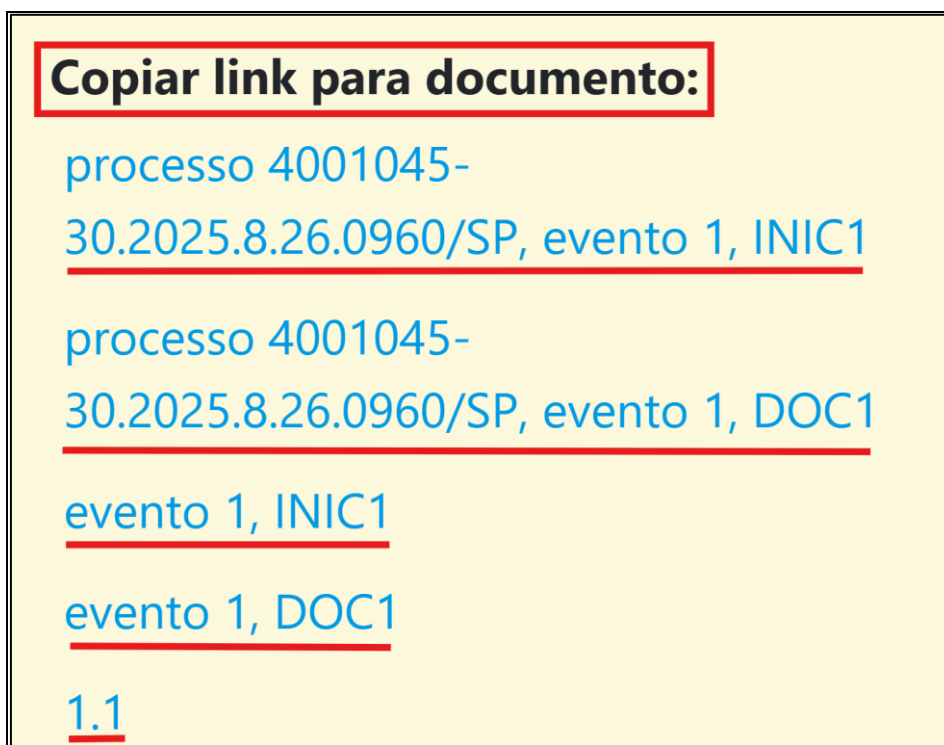 Copiar link para documento:
processo 4001045-
30.2025.8.26.0960/SP, evento 1, INIC1
processo 4001045-
30.2025.8.26.0960/SP, evento 1, DOC1
evento 1, INIC1
evento 1, DOC1
1.1